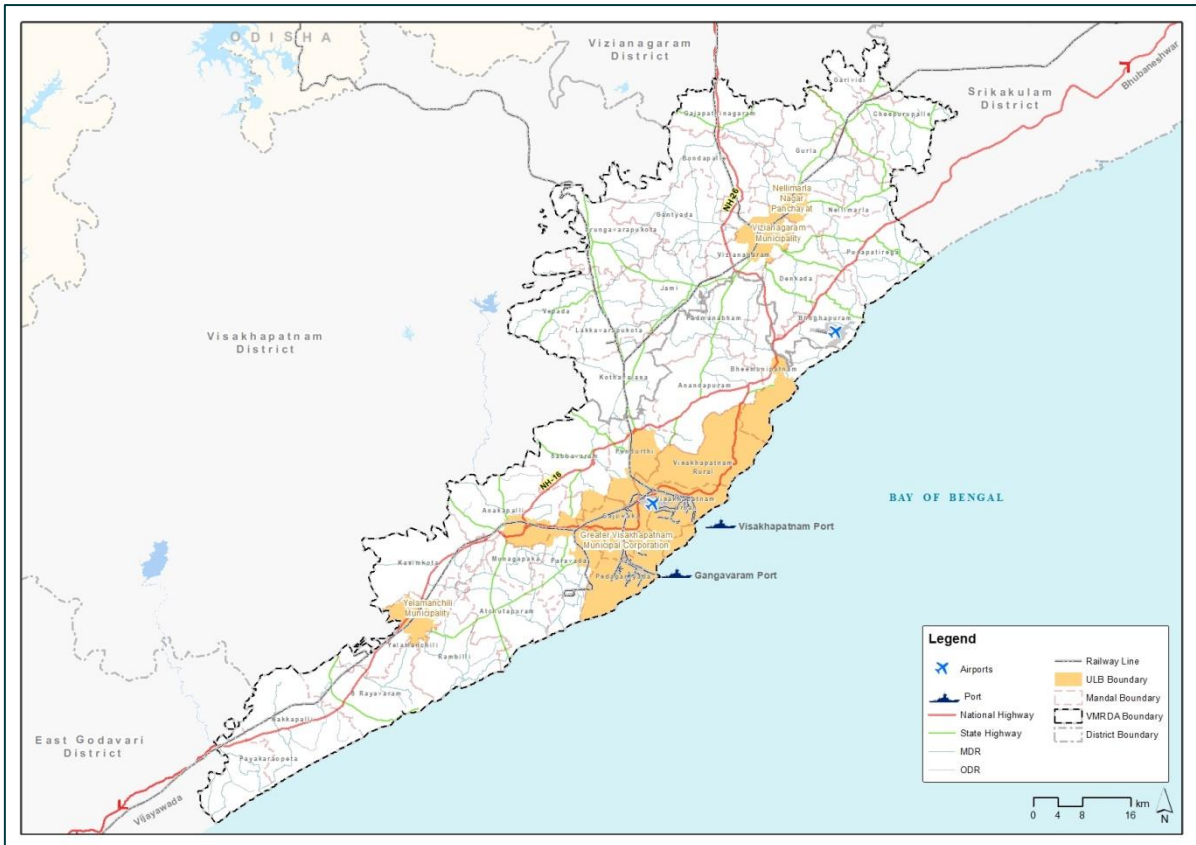 ODISHA
Vizianagaram
District
Srikakulam
District
Bhubaneshwar
Garividi
Cheepurupalle
Gajapathinagaram
Gurla
Bondapalle
NH 26
Nellimarla
Nagar
Panchayat
Nellimarla
Gantyada
Vizianagaram
Municipality
Vizianagaram
Pusapatirega
Denkada
Jami
Vepada
Padmanabham
Bhoghapuram
Lakkavarapukota
Visakhapatnam
District
Kothavalasa
Anandapuram
Bheemunipatnam
Sabbavaram
Pendurthi
Visakhapatnam
Rural
NH-16
Visakhapatnam
Urban
BAY OF BENGAL
Anakapalli
Gajuwaka
Visakhapatnam Port
Greater Visakhapatnam
Municipal Corporation
Kasimkota
Munagapaka
Paravada
Pedagantyada
Gangavaram Port
Yelamanchili
Municipality
Atchutapuram
Yelamanchili
Rambilli
S Rayavaram
Nakkapalli
East Godavari
District
Payakaraopeta
Vijayawada
Legend
Airports
Port
National Highway
State Highway
MDR
ODR
Railway Line
ULB Boundary
Mandal Boundary
VMRDA Boundary
District Boundary
km
0 4 8 16
N